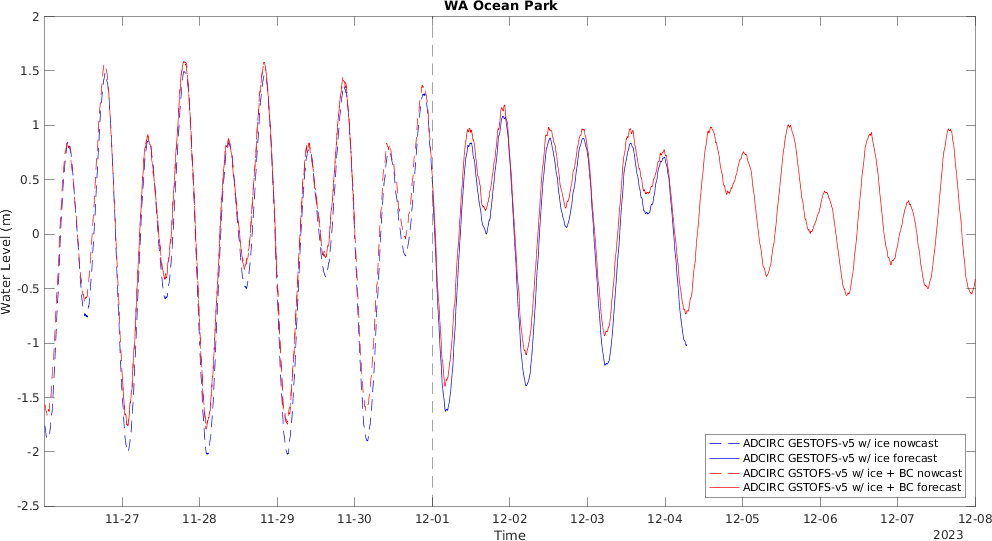 WA Ocean Park
2
1.5
1
0.5
0
-0.5
-1
-1.5
-2
-2.5
Water Level (m)
ADCIRC GESTOFS-v5 w/ ice nowcast
ADCIRC GESTOFS-v5 w/ ice forecast
ADCIRC GSTOFS-v5 w/ ice + BC nowcast
ADCIRC GSTOFS-v5 w/ ice + BC forecast
11-27 11-28 11-29 11-30 12-01 12-02 12-03 12-04 12-05 12-06 12-07 12-08
Time
2023